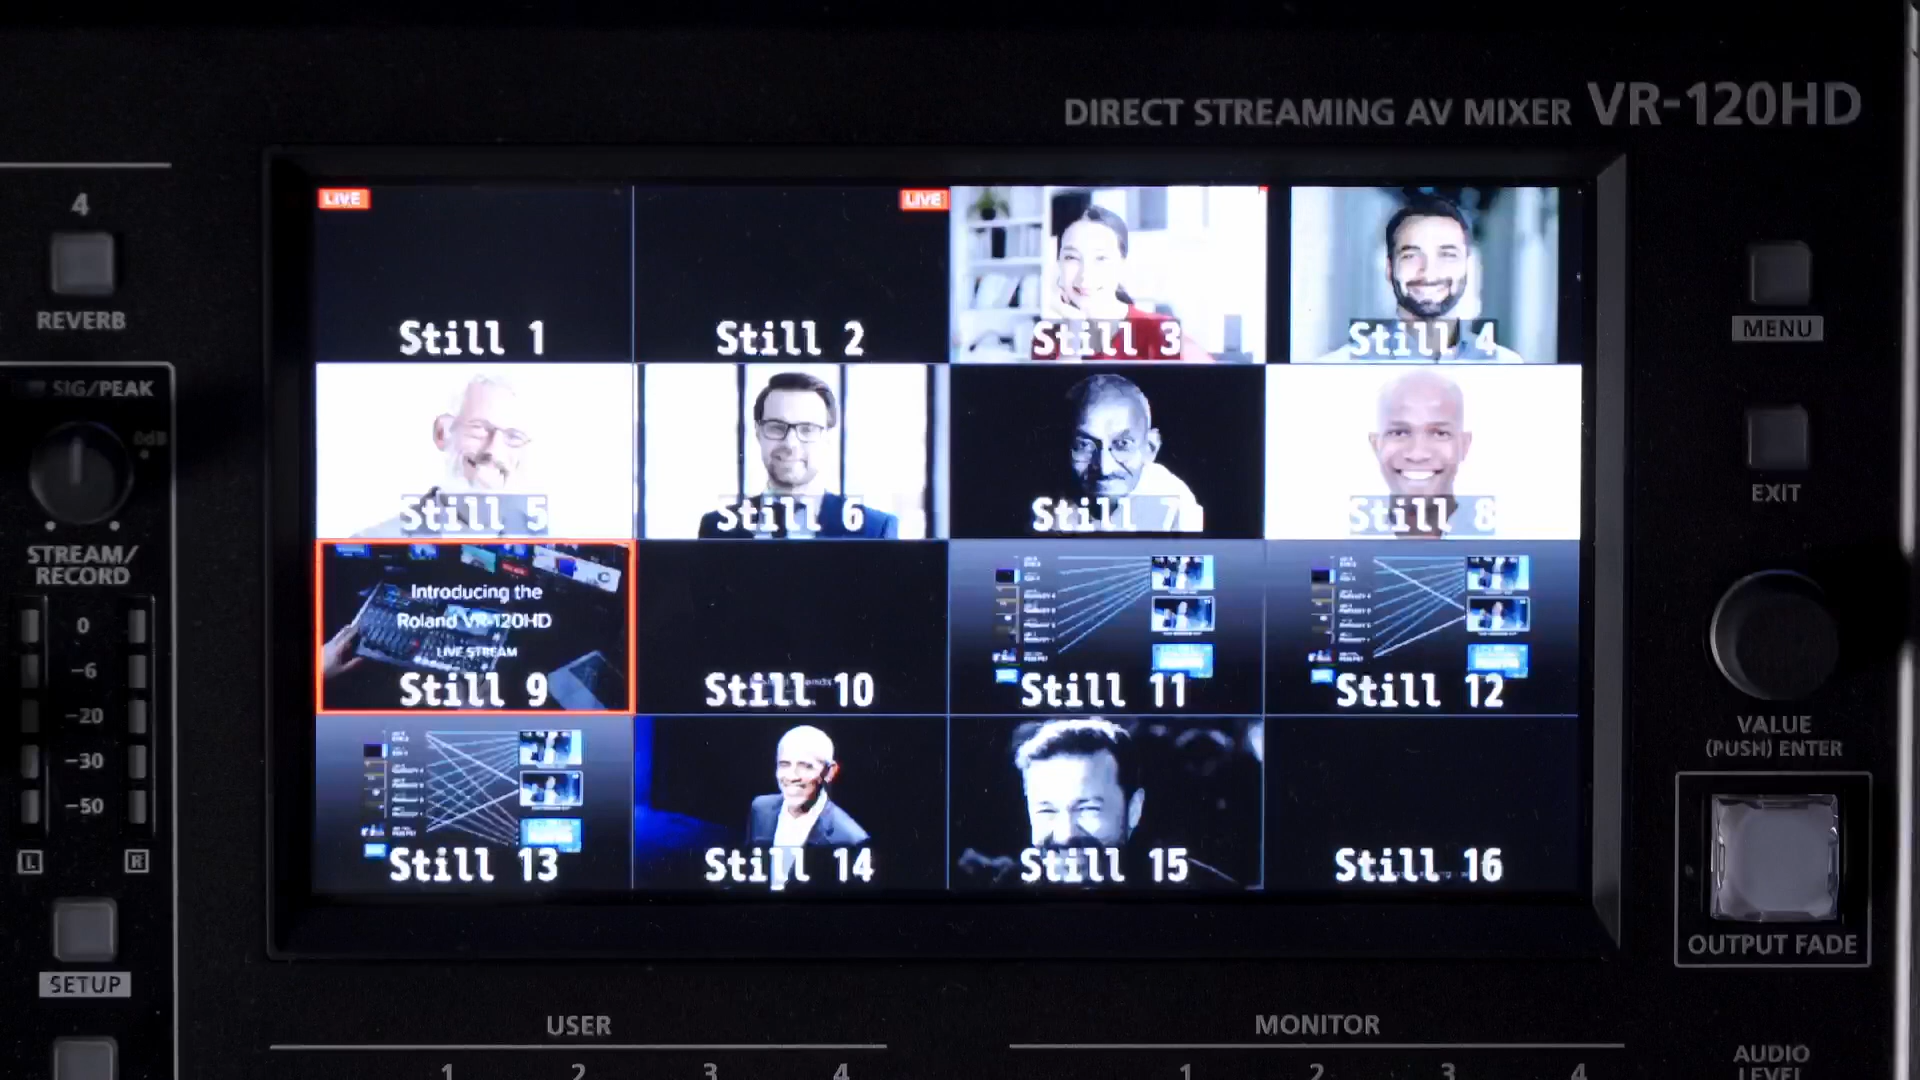 DIRECT STREAMING AV MIXER VR-120HD
4
REVERB
SIG/PEAK
0dB
STREAM/
RECORD
0
-6
-20
-30
-50
L R
SETUP
LIVE
LIVE
Still 1
Still 2
Still 3
Still 4
Still 5
Still 6
Still 7
Still 8
Introducing the
Roland VR-120HD
LIVE STREAM
Still 9
Still 10
Still 11
Still 12
Still 13
Still 14
Still 15
Still 16
MENU
EXIT
VALUE
(PUSH) ENTER
OUTPUT FADE
USER
1 2 3 4
MONITOR
1 2 3 4
AUDIO
LEVEL